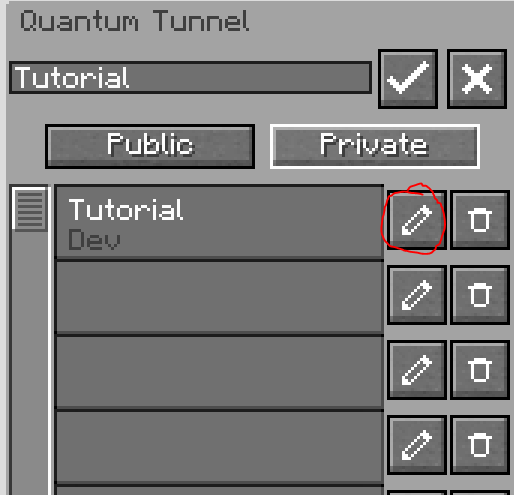 Quantum Tunnel
Tutorial
Public Private
Tutorial
Dev